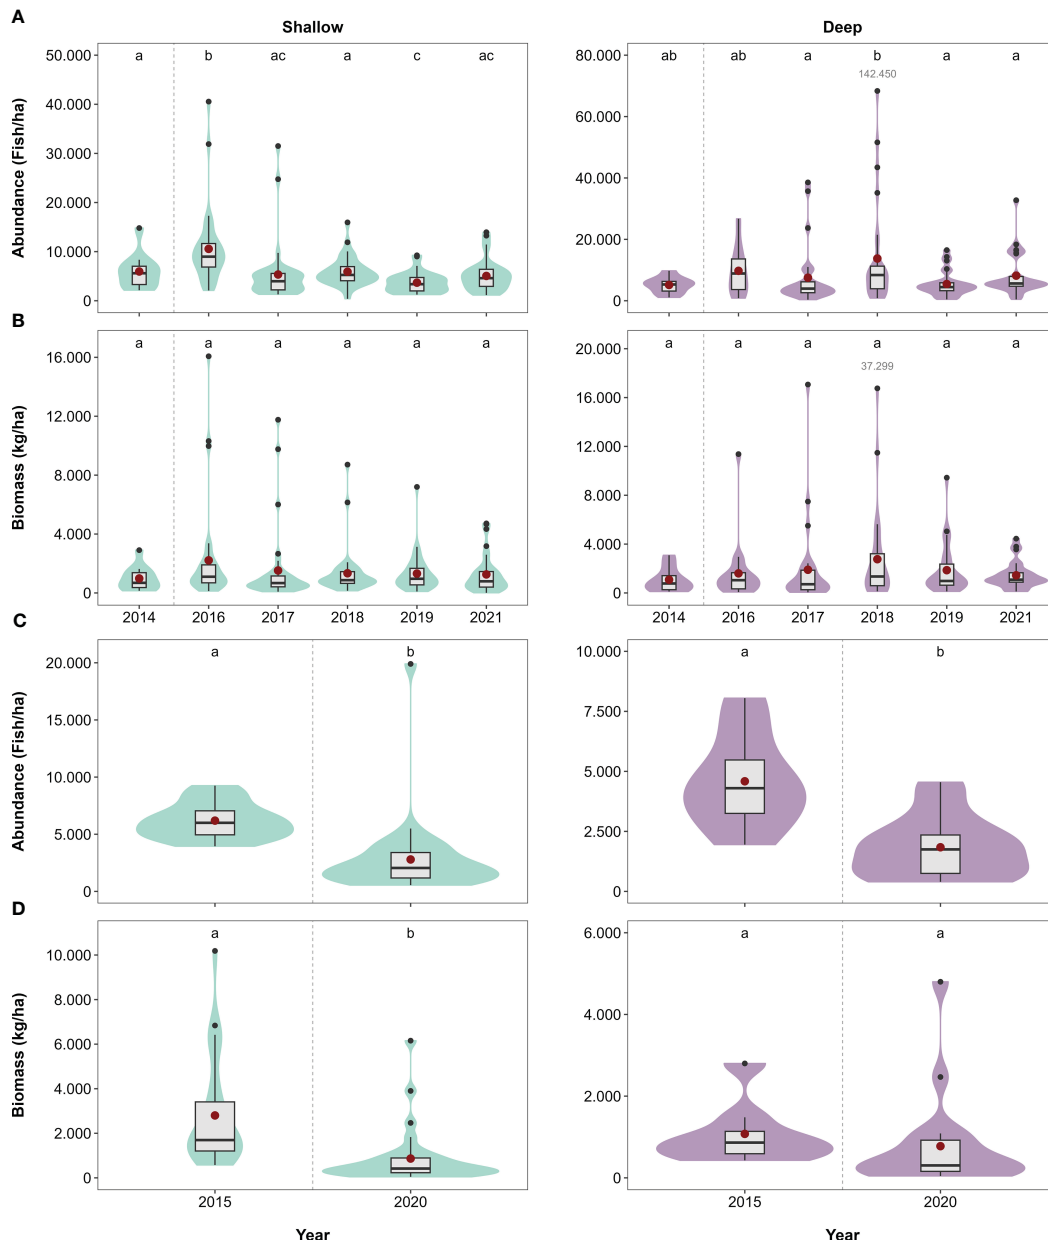 A
Shallow
Deep
Abundance (Fish/ha)
50.000
40.000
30.000
20.000
10.000
0
a b ac a c ac
80.000
60.000
40.000
20.000
0
ab ab a b a a
142.450
B
Biomass (kg/ha)
16.000
12.000
8.000
4.000
0
a a a a a a
2014 2016 2017 2018 2019 2021
20.000
16.000
12.000
8.000
4.000
0
a a a a a a
37.299
2014 2016 2017 2018 2019 2021
C
Abundance (Fish/ha)
20.000
15.000
10.000
5.000
0
a b
10.000
7.500
5.000
2.500
0
a b
D
Biomass (kg/ha)
10.000
8.000
6.000
4.000
2.000
0
a b
2015 2020
Year
6.000
4.000
2.000
0
a a
2015 2020
Year